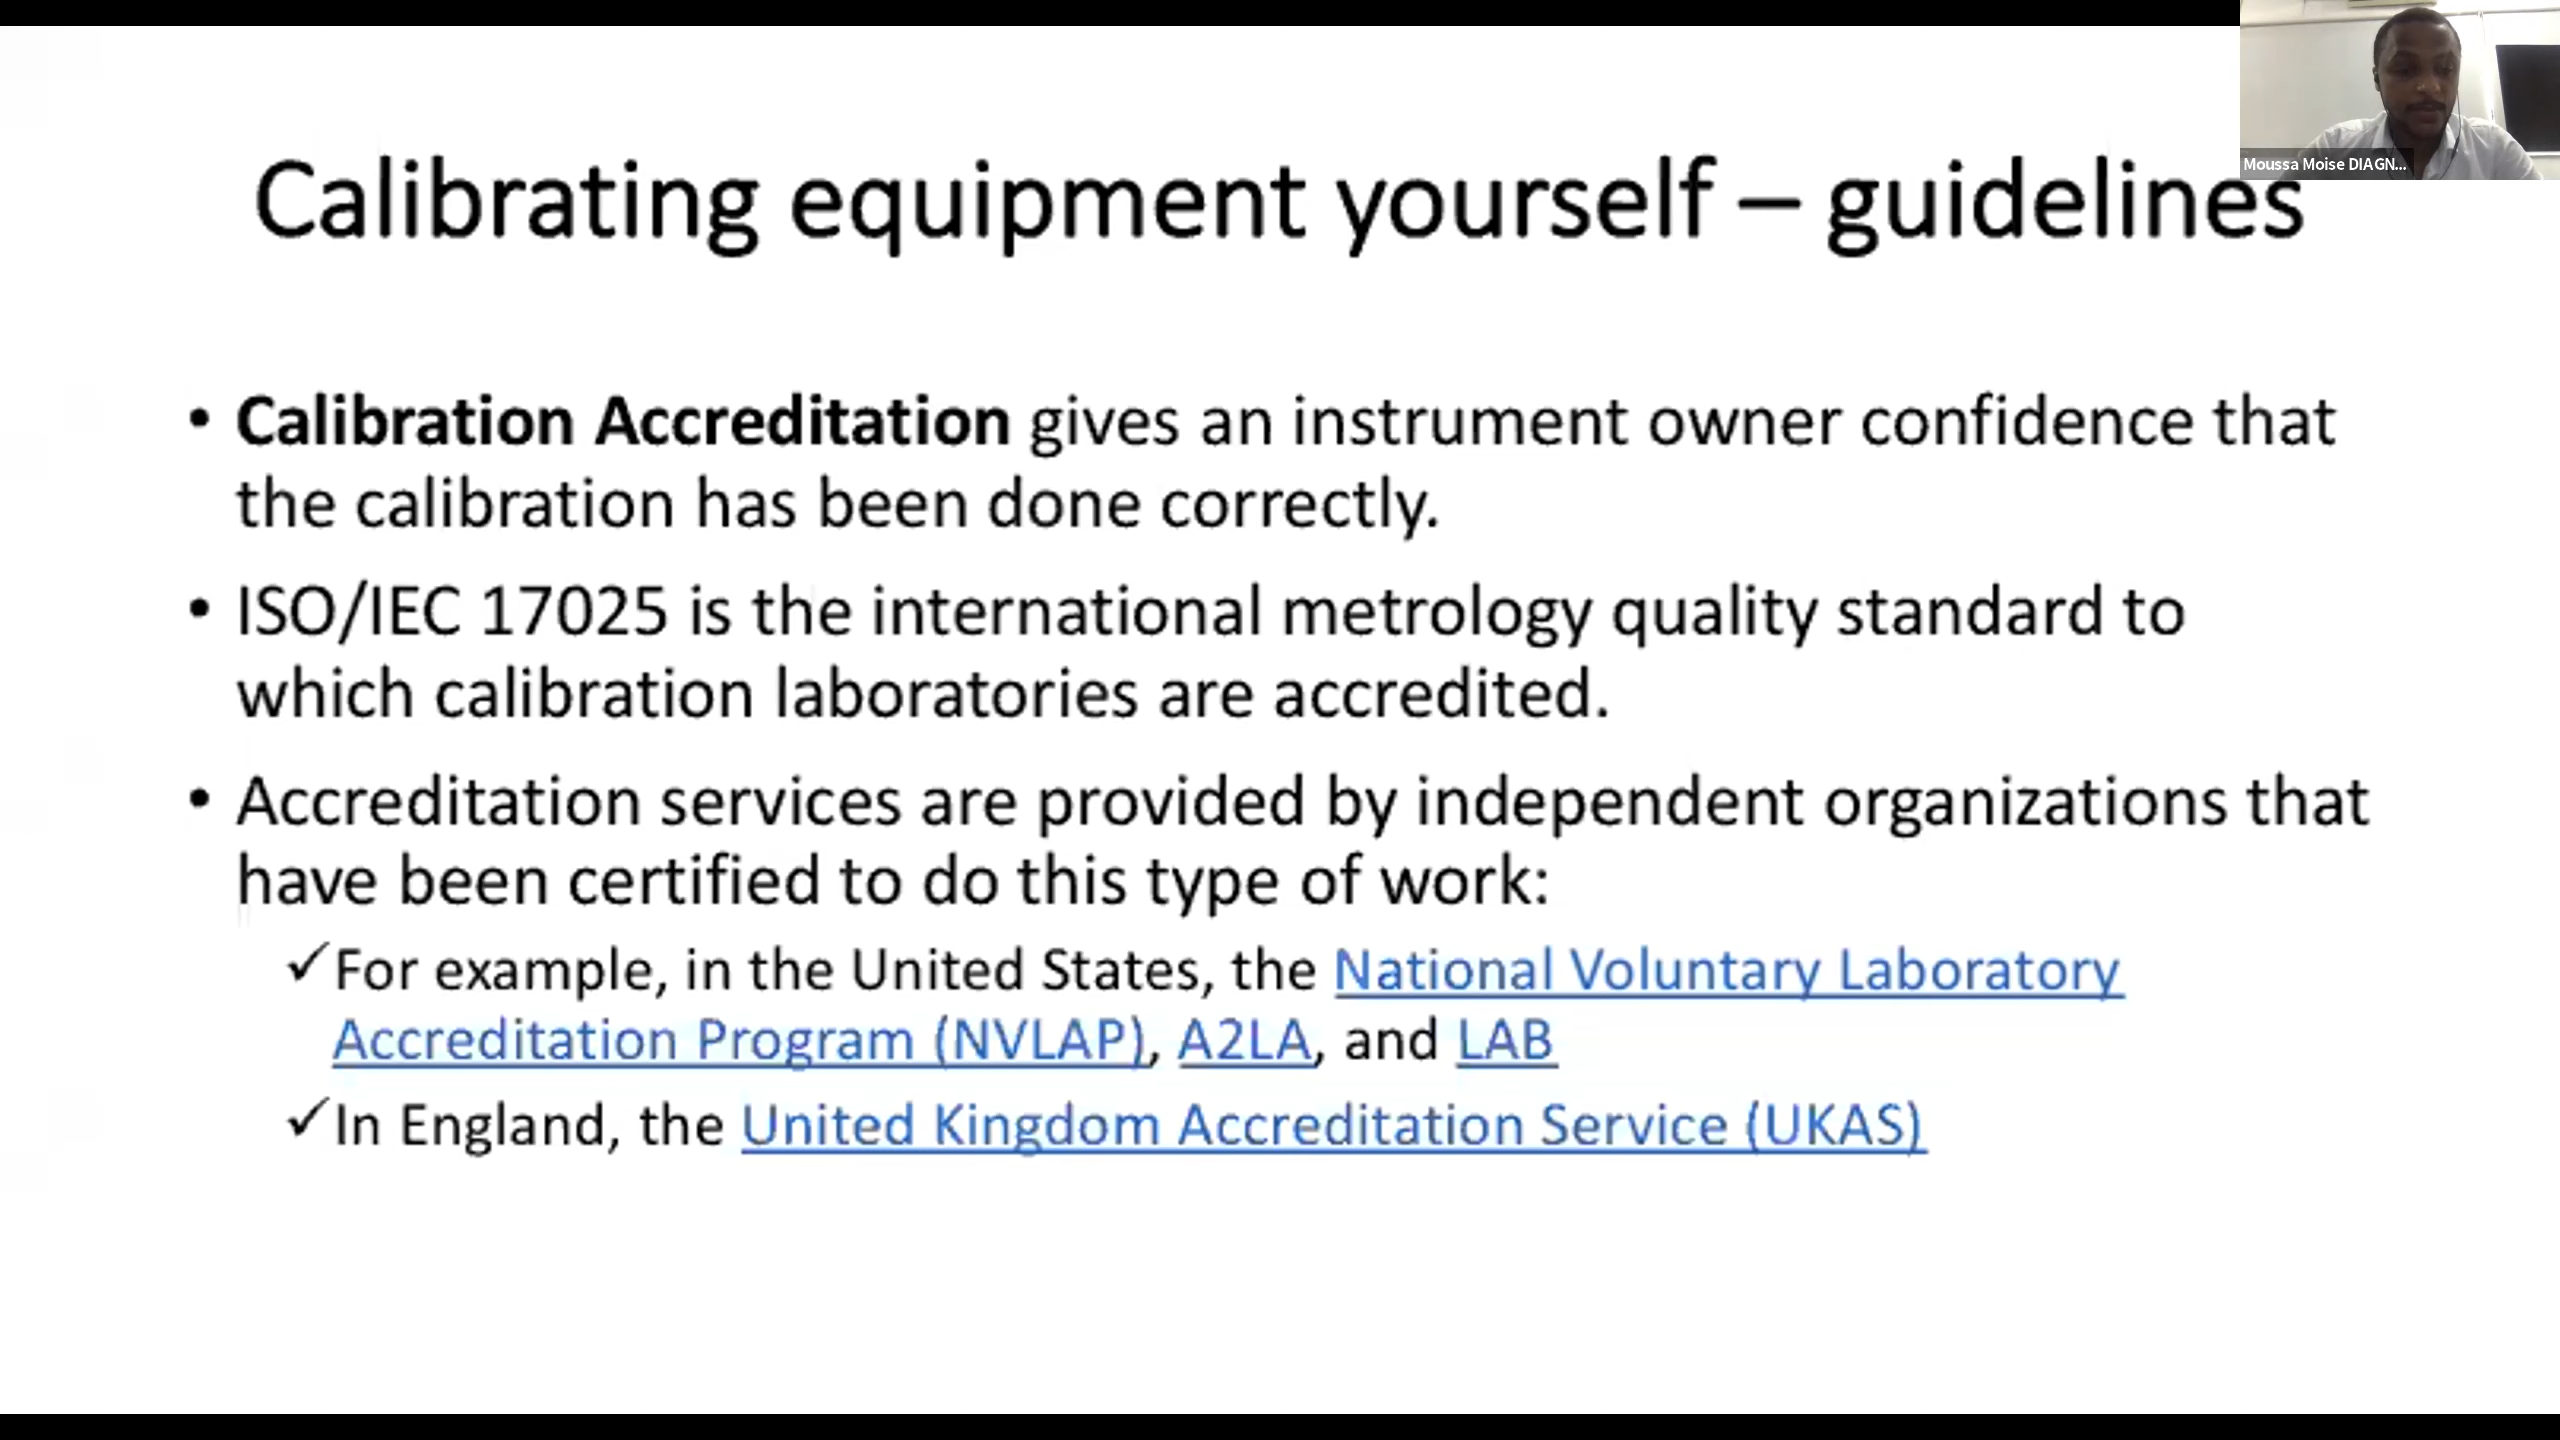 Moussa Moise DIAGN...
Calibrating equipment yourself – guidelines
• Calibration Accreditation gives an instrument owner confidence that
the calibration has been done correctly.
• ISO/IEC 17025 is the international metrology quality standard to
which calibration laboratories are accredited.
• Accreditation services are provided by independent organizations that
have been certified to do this type of work:
✓For example, in the United States, the National Voluntary Laboratory
Accreditation Program (NVLAP), A2LA, and LAB
✓In England, the United Kingdom Accreditation Service (UKAS)